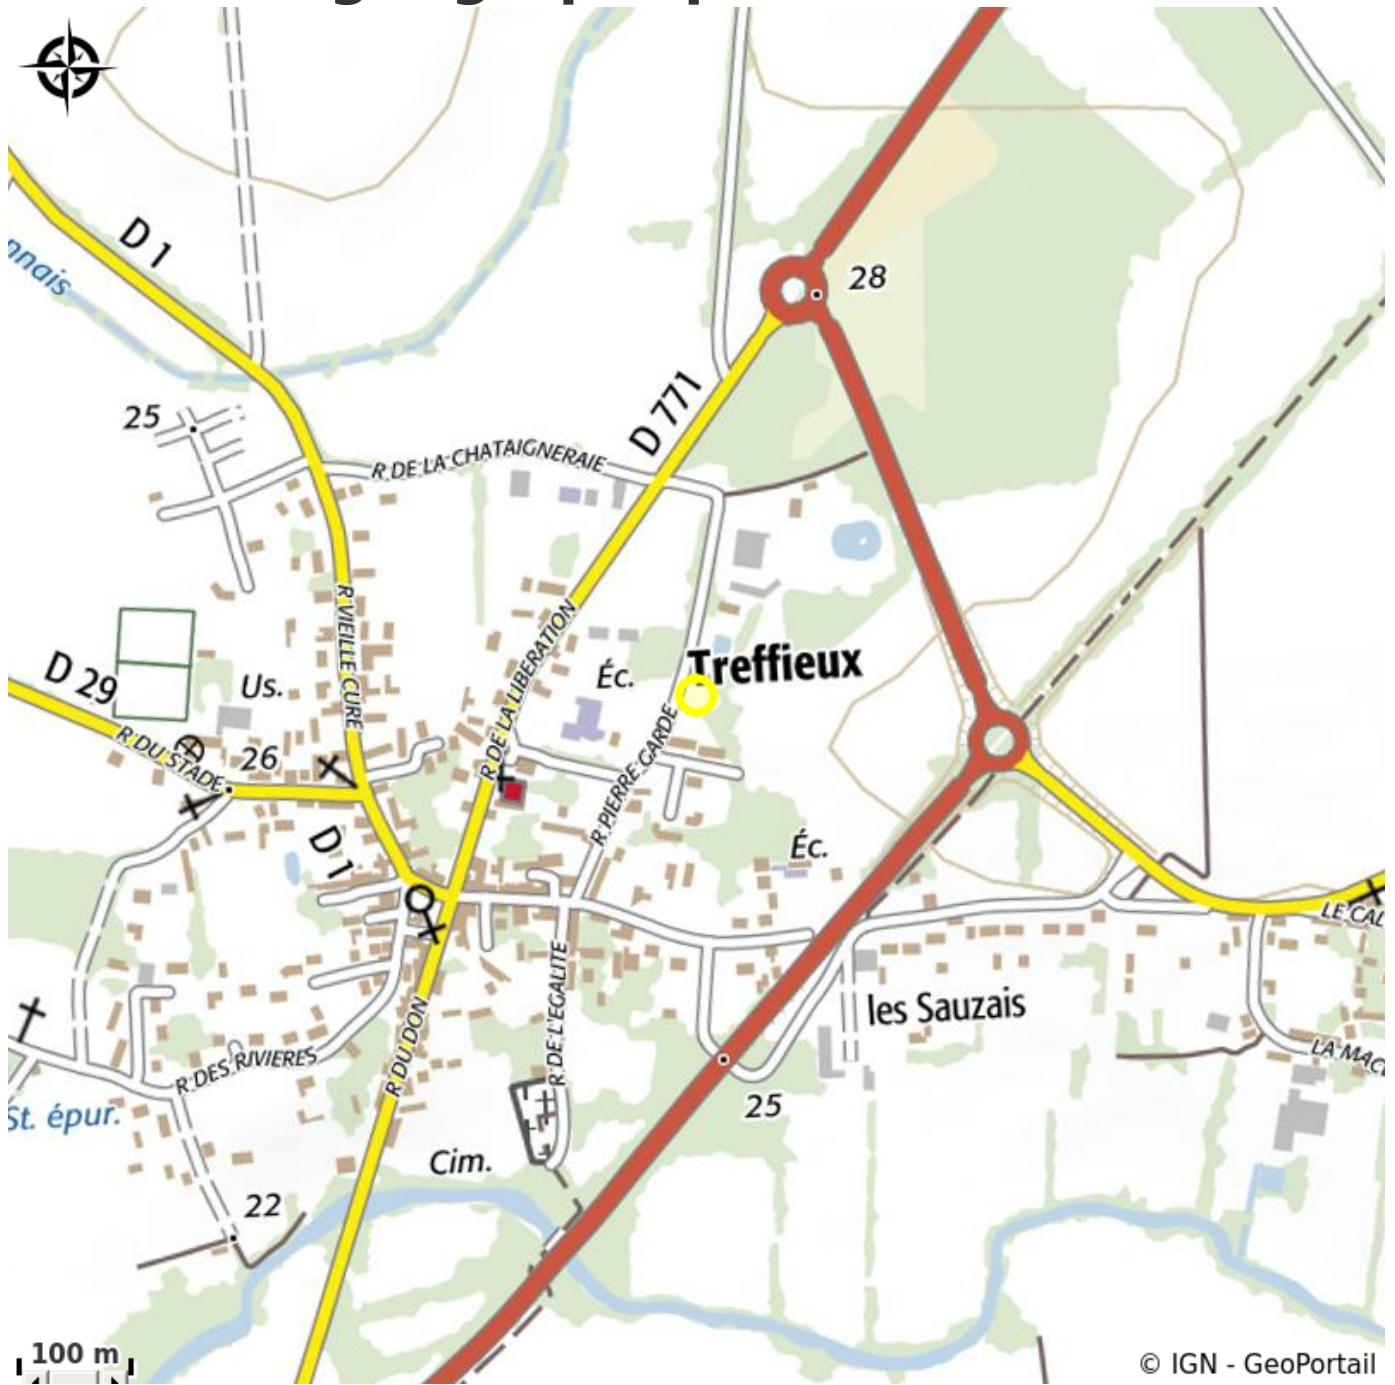 D 1
nnais
28
25
D 771
R DE LA CHATAIGNERAIE
R VIEILLE CURE
R DE LA LIBERATION
Treffieux
Éc.
D 29
Us.
R DU STADE
26
R PIERRE GARDE
D 1
Éc.
LE CAL
R DE L'EGALITE
les Sauzais
R DU DON
R DES RIVIERES
LA MACE
St. épur.
25
Cim.
22
100 m
© IGN - GeoPortail